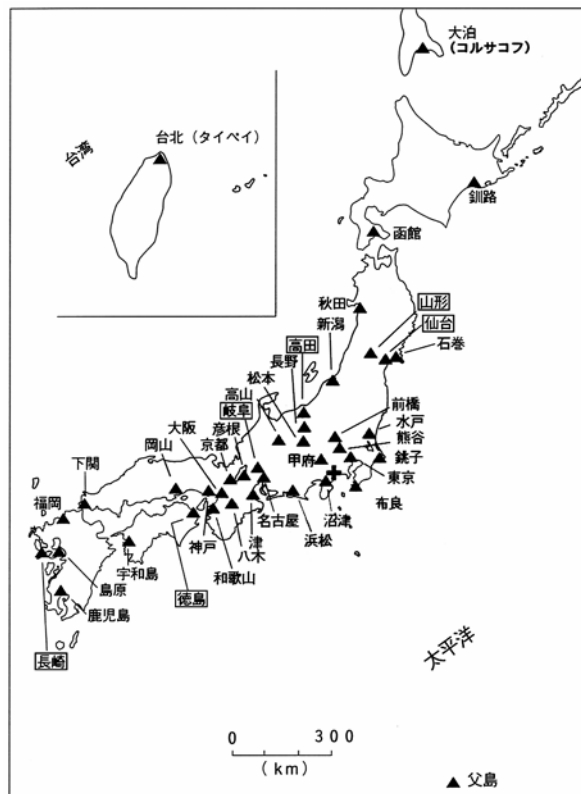 大泊
(コルサコフ)
台湾
台北(タイペイ)
釧路
函館
秋田
山形
新潟
仙台
高田
石巻
長野
松本
高山
前橋
岐阜
水戸
大阪
彦根
熊谷
岡山
京都
甲府
銚子
下関
東京
福岡
布良
名古屋
沼津
浜松
神戸
津
八木
宇和島
和歌山
島原
徳島
鹿児島
長崎
太平洋
0 300
(km)
父島